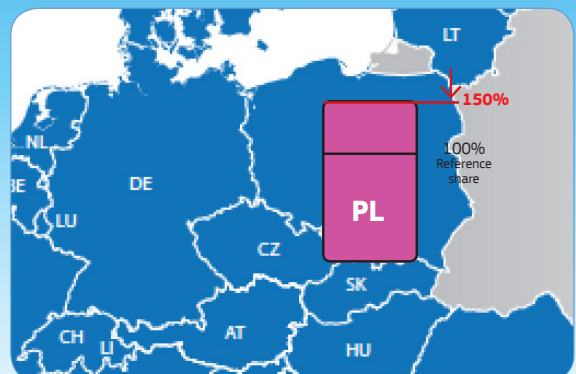 LT
150%
NL
100%
Reference
share
DE
BE
PL
LU
CZ
SK
CH
LI
AT
HU